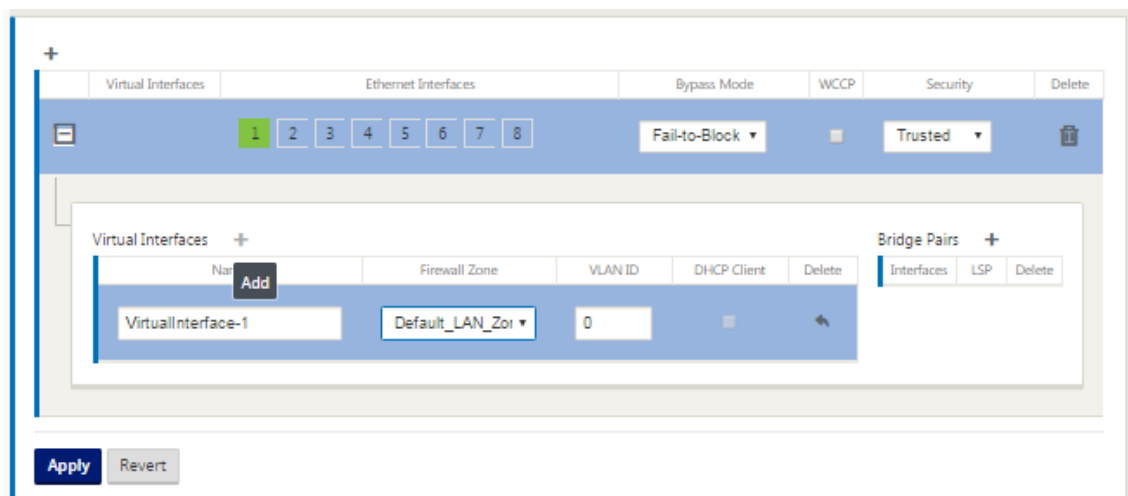 +
Virtual Interfaces Ethernet Interfaces Bypass Mode WCCP Security Delete
1 2 3 4 5 6 7 8 Fail-to-Block Trusted
Virtual Interfaces + Bridge Pairs +
Firewall Zone VLAN ID DHCP Client Delete Interfaces LSP Delete
Add
VirtualInterface-1 Default_LAN_Zor 0
Apply Revert